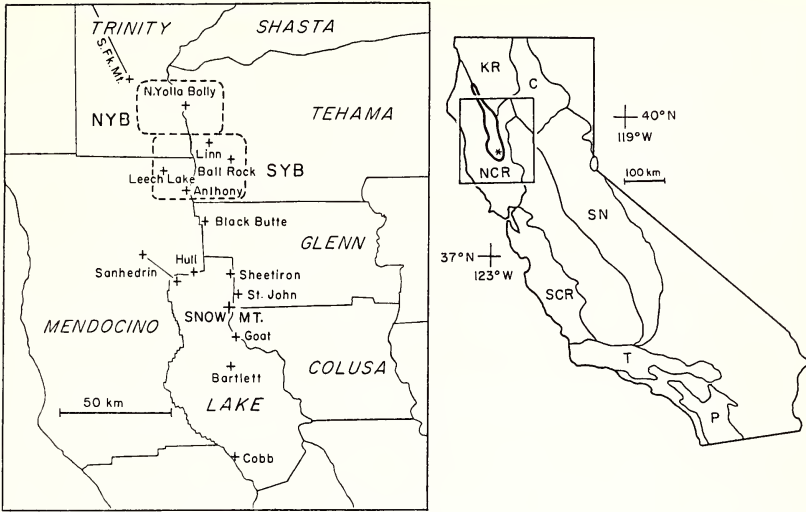 TRINITY
SHASTA
S. Fk. Mt.
N. Yolla Bolly
NYB
TEHAMA
Linn
Ball Rock
SYB
Leech Lake
Anthony
Black Butte
GLENN
Hull
Sanhedrin
Sheetiron
St. John
SNOW MT.
MENDOCINO
Goat
COLUSA
Bartlett
50 km
LAKE
Cobb
KR
C
40°N
119°W
*
NCR
100 km
SN
37°N
123°W
SCR
T
P